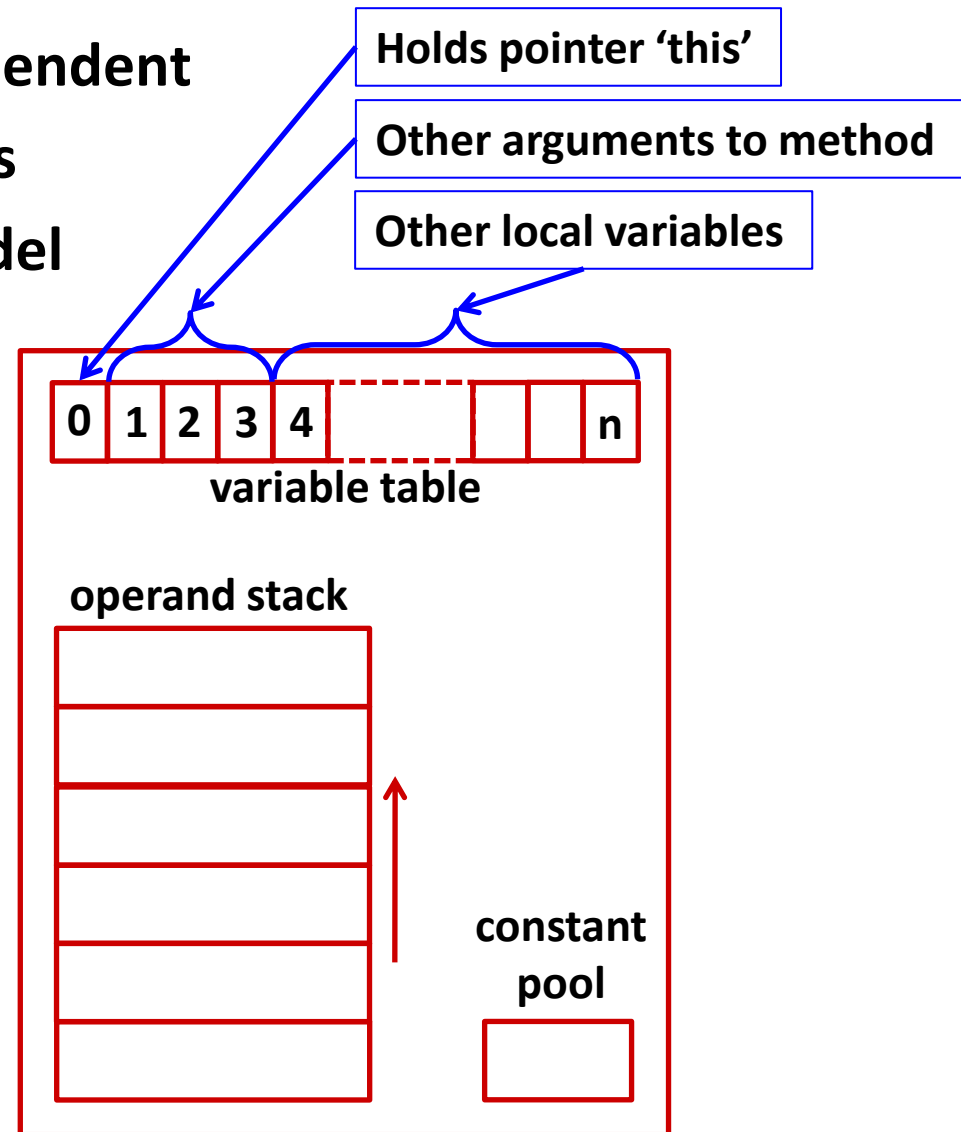 endent
s
del
Holds pointer ‘this’
Other arguments to method
Other local variables
0 1 2 3 4 n
variable table
operand stack
constant
pool